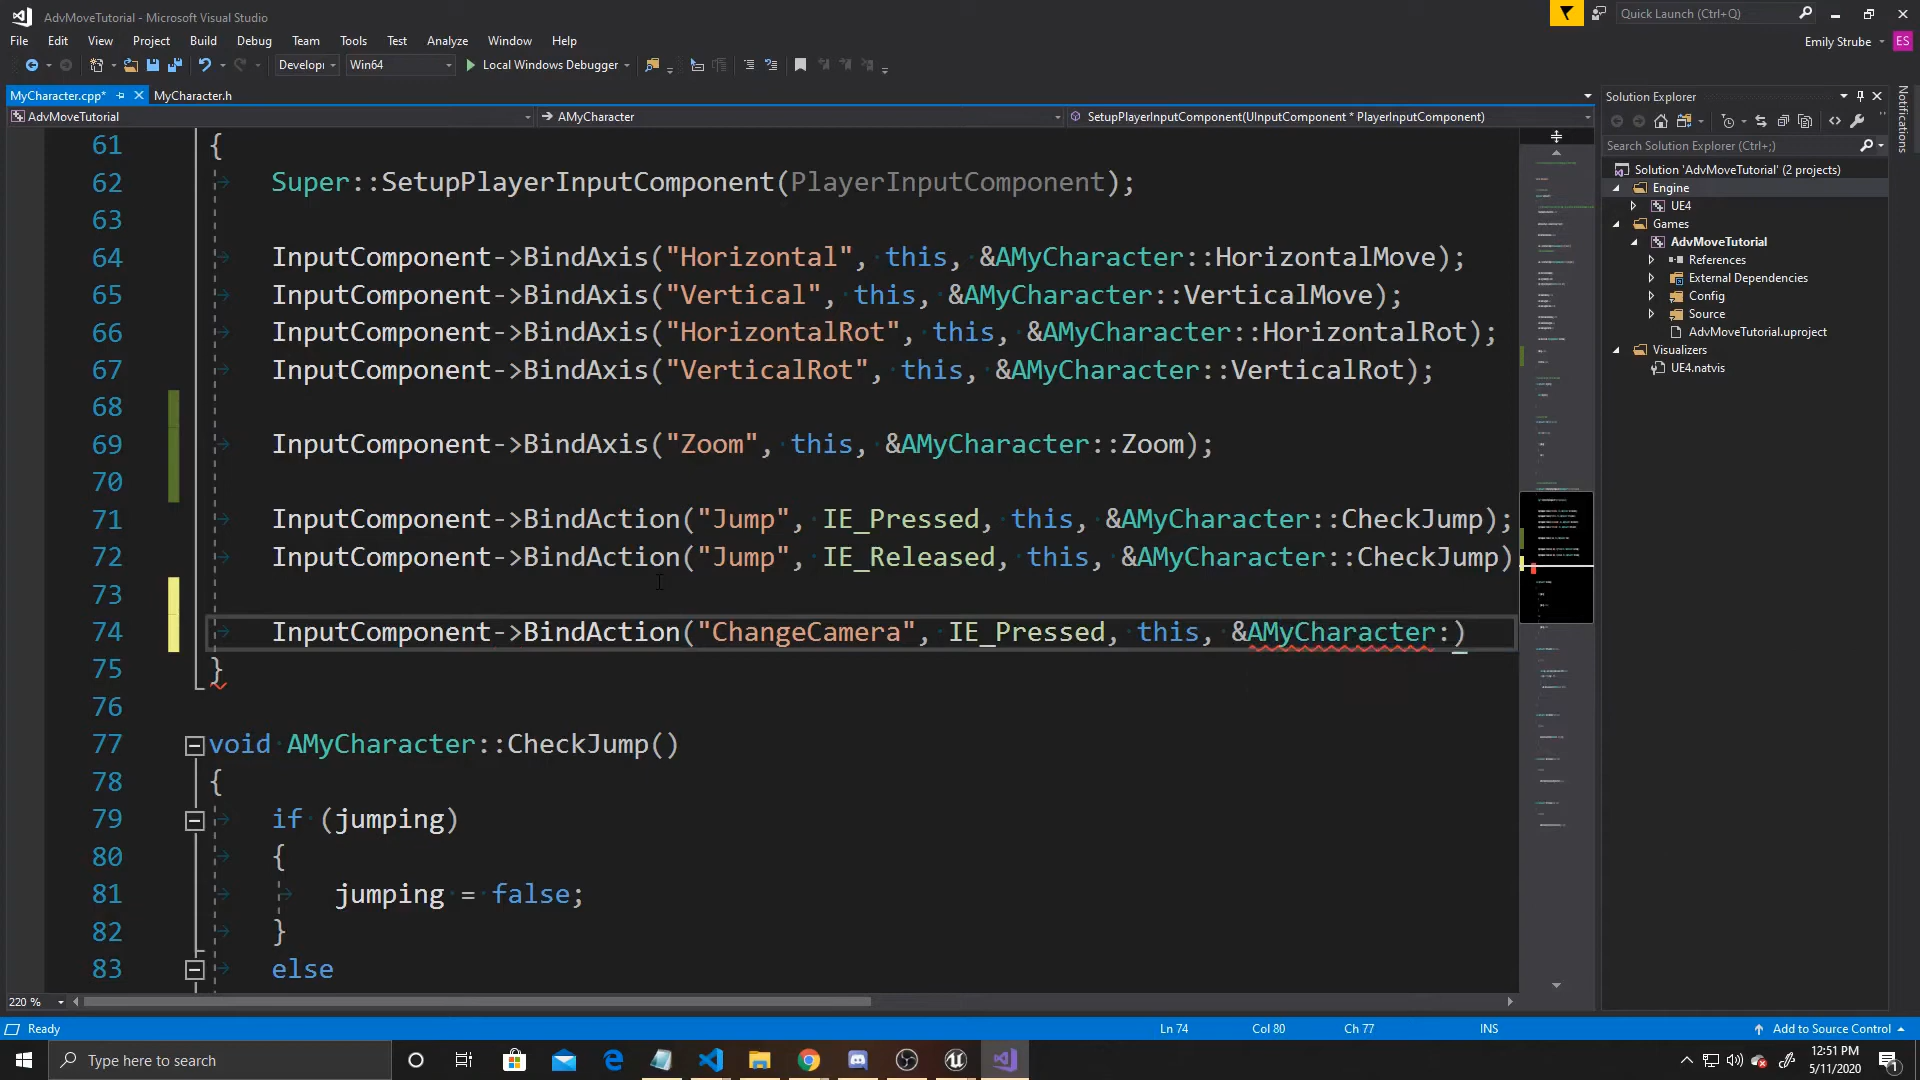 AdvMoveTutorial - Microsoft Visual Studio
Quick Launch (Ctrl+Q)
File Edit View Project Build Debug Team Tools Test Analyze Window Help
Emily Strube ES
Develop Win64 Local Windows Debugger
MyCharacter.cpp* MyCharacter.h
AdvMoveTutorial AMyCharacter SetupPlayerInputComponent(UInputComponent * PlayerInputComponent)
61 {
62 Super::SetupPlayerInputComponent(PlayerInputComponent);
63
64 InputComponent->BindAxis("Horizontal", this, &AMyCharacter::HorizontalMove);
65 InputComponent->BindAxis("Vertical", this, &AMyCharacter::VerticalMove);
66 InputComponent->BindAxis("HorizontalRot", this, &AMyCharacter::HorizontalRot);
67 InputComponent->BindAxis("VerticalRot", this, &AMyCharacter::VerticalRot);
68
69 InputComponent->BindAxis("Zoom", this, &AMyCharacter::Zoom);
70
71 InputComponent->BindAction("Jump", IE_Pressed, this, &AMyCharacter::CheckJump);
72 InputComponent->BindAction("Jump", IE_Released, this, &AMyCharacter::CheckJump)
73
74 InputComponent->BindAction("ChangeCamera", IE_Pressed, this, &AMyCharacter:)
75 }
76
77 void AMyCharacter::CheckJump()
78 {
79 if (jumping)
80 {
81 jumping = false;
82 }
83 else
220 %
Solution Explorer
Search Solution Explorer (Ctrl+;)
Solution 'AdvMoveTutorial' (2 projects)
Engine
UE4
Games
AdvMoveTutorial
References
External Dependencies
Config
Source
AdvMoveTutorial.uproject
Visualizers
UE4.natvis
Notifications
Ready Ln 74 Col 80 Ch 77 INS Add to Source Control
Type here to search
12:51 PM
5/11/2020
1